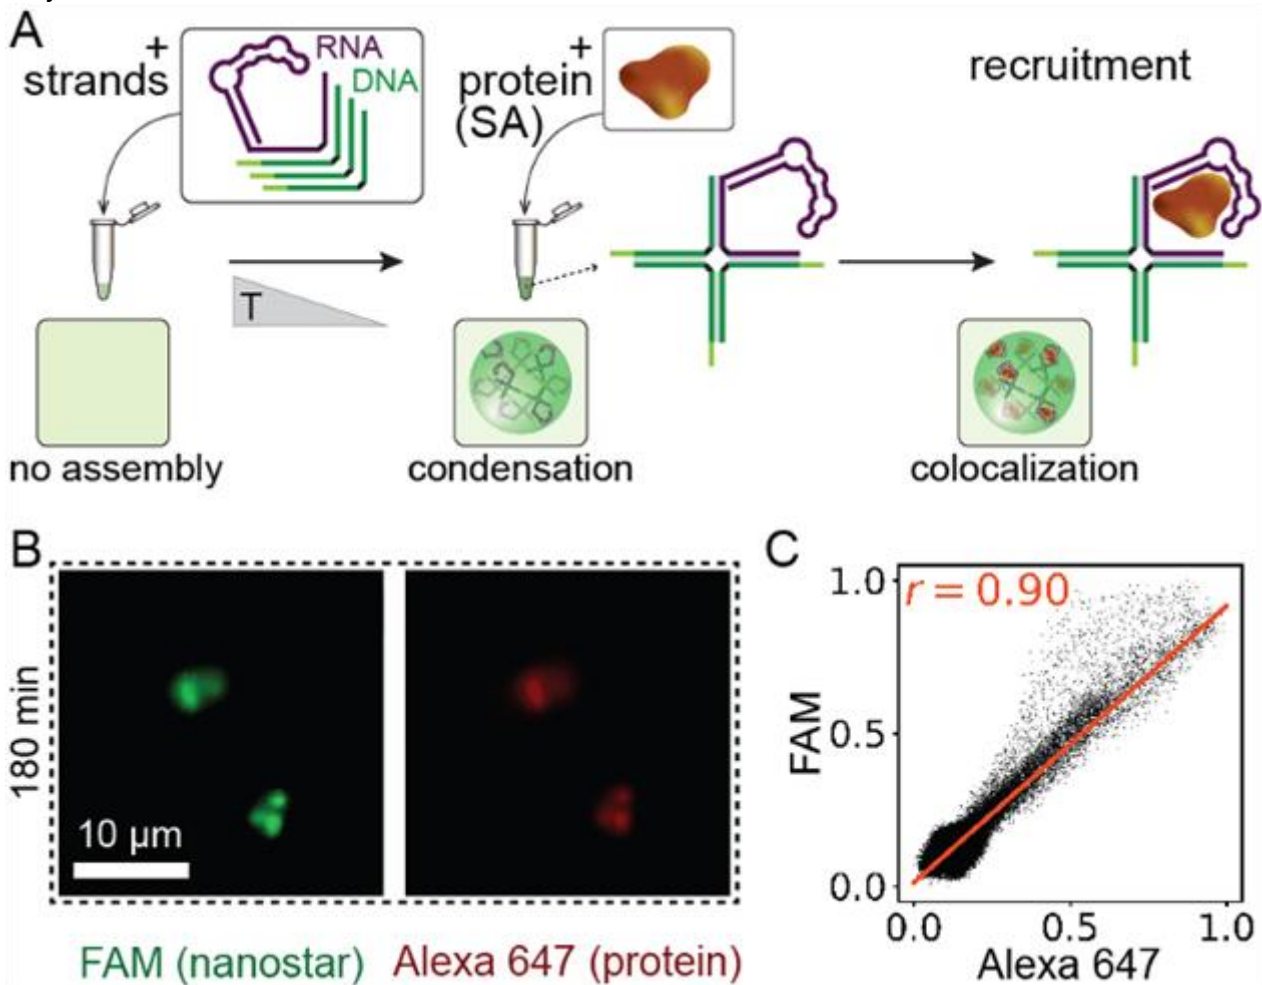 A
+
strands
RNA
DNA
+
protein
(SA)
recruitment
T
no assembly
condensation
colocalization
B
180 min
10 µm
FAM (nanostar)
Alexa 647 (protein)
C
r = 0.90
1.0
0.5
0.0
FAM
0.0 0.5 1.0
Alexa 647